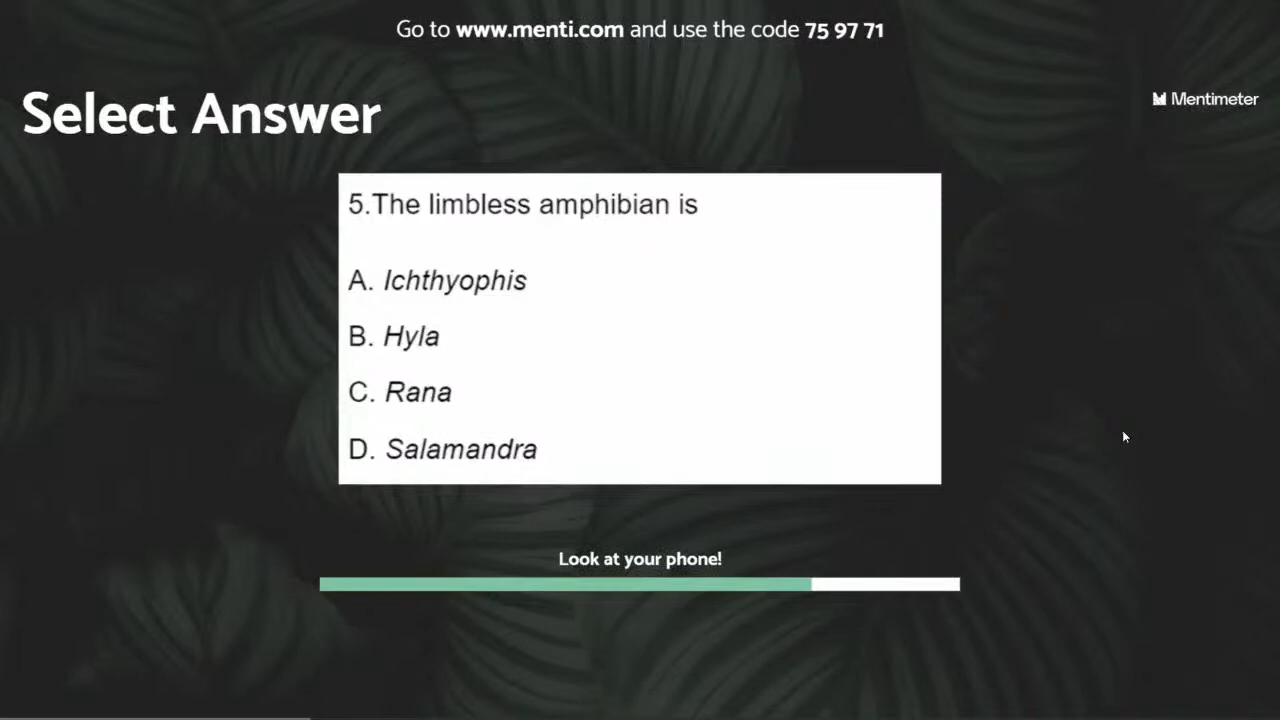 Go to www.menti.com and use the code 75 97 71
Select Answer
Mentimeter
5.The limbless amphibian is
A. Ichthyophis
B. Hyla
C. Rana
D. Salamandra
Look at your phone!